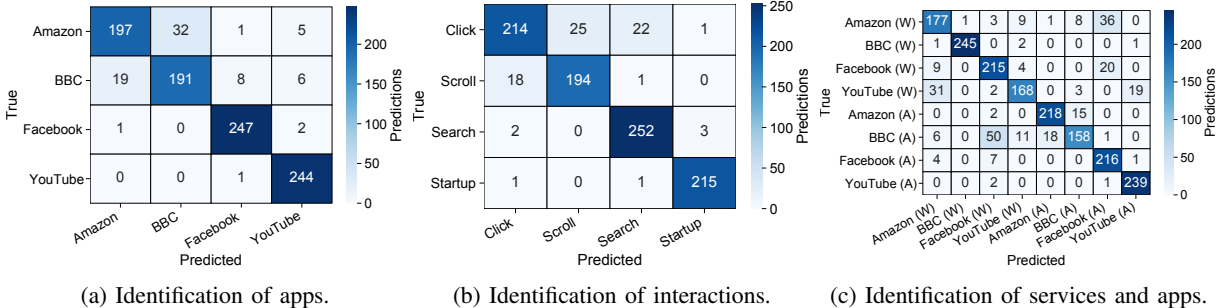 Amazon 197 32 1 5
BBC 19 191 8 6
Facebook 1 0 247 2
YouTube 0 0 1 244
True
Amazon BBC Facebook YouTube
Predicted
200
150
100
50
0
Predictions
(a) Identification of apps.
Click 214 25 22 1
Scroll 18 194 1 0
Search 2 0 252 3
Startup 1 0 1 215
True
Click Scroll Search Startup
Predicted
250
200
150
100
50
0
Predictions
(b) Identification of interactions.
Amazon (W) 177 1 3 9 1 8 36 0
BBC (W) 1 245 0 2 0 0 0 1
Facebook (W) 9 0 215 4 0 0 20 0
YouTube (W) 31 0 2 168 0 3 0 19
Amazon (A) 0 0 2 0 218 15 0 0
BBC (A) 6 0 50 11 18 158 1 0
Facebook (A) 4 0 7 0 0 0 216 1
YouTube (A) 0 0 2 0 0 0 1 239
True
Amazon (W) BBC (W) Facebook (W) YouTube (W) Amazon (A) BBC (A) Facebook (A) YouTube (A)
Predicted
200
150
100
50
0
Predictions
(c) Identification of services and apps.